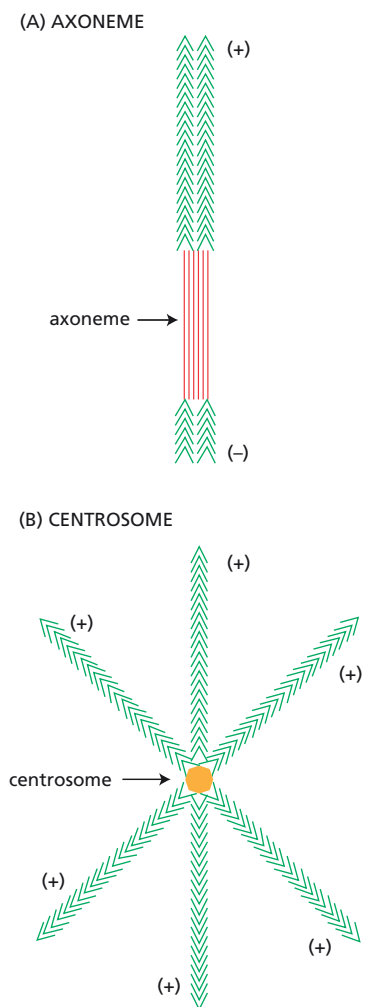 (A) AXONEME
(+)
axoneme
(–)
(B) CENTROSOME
(+)
(+)
(+)
centrosome
(+)
(+)
(+)